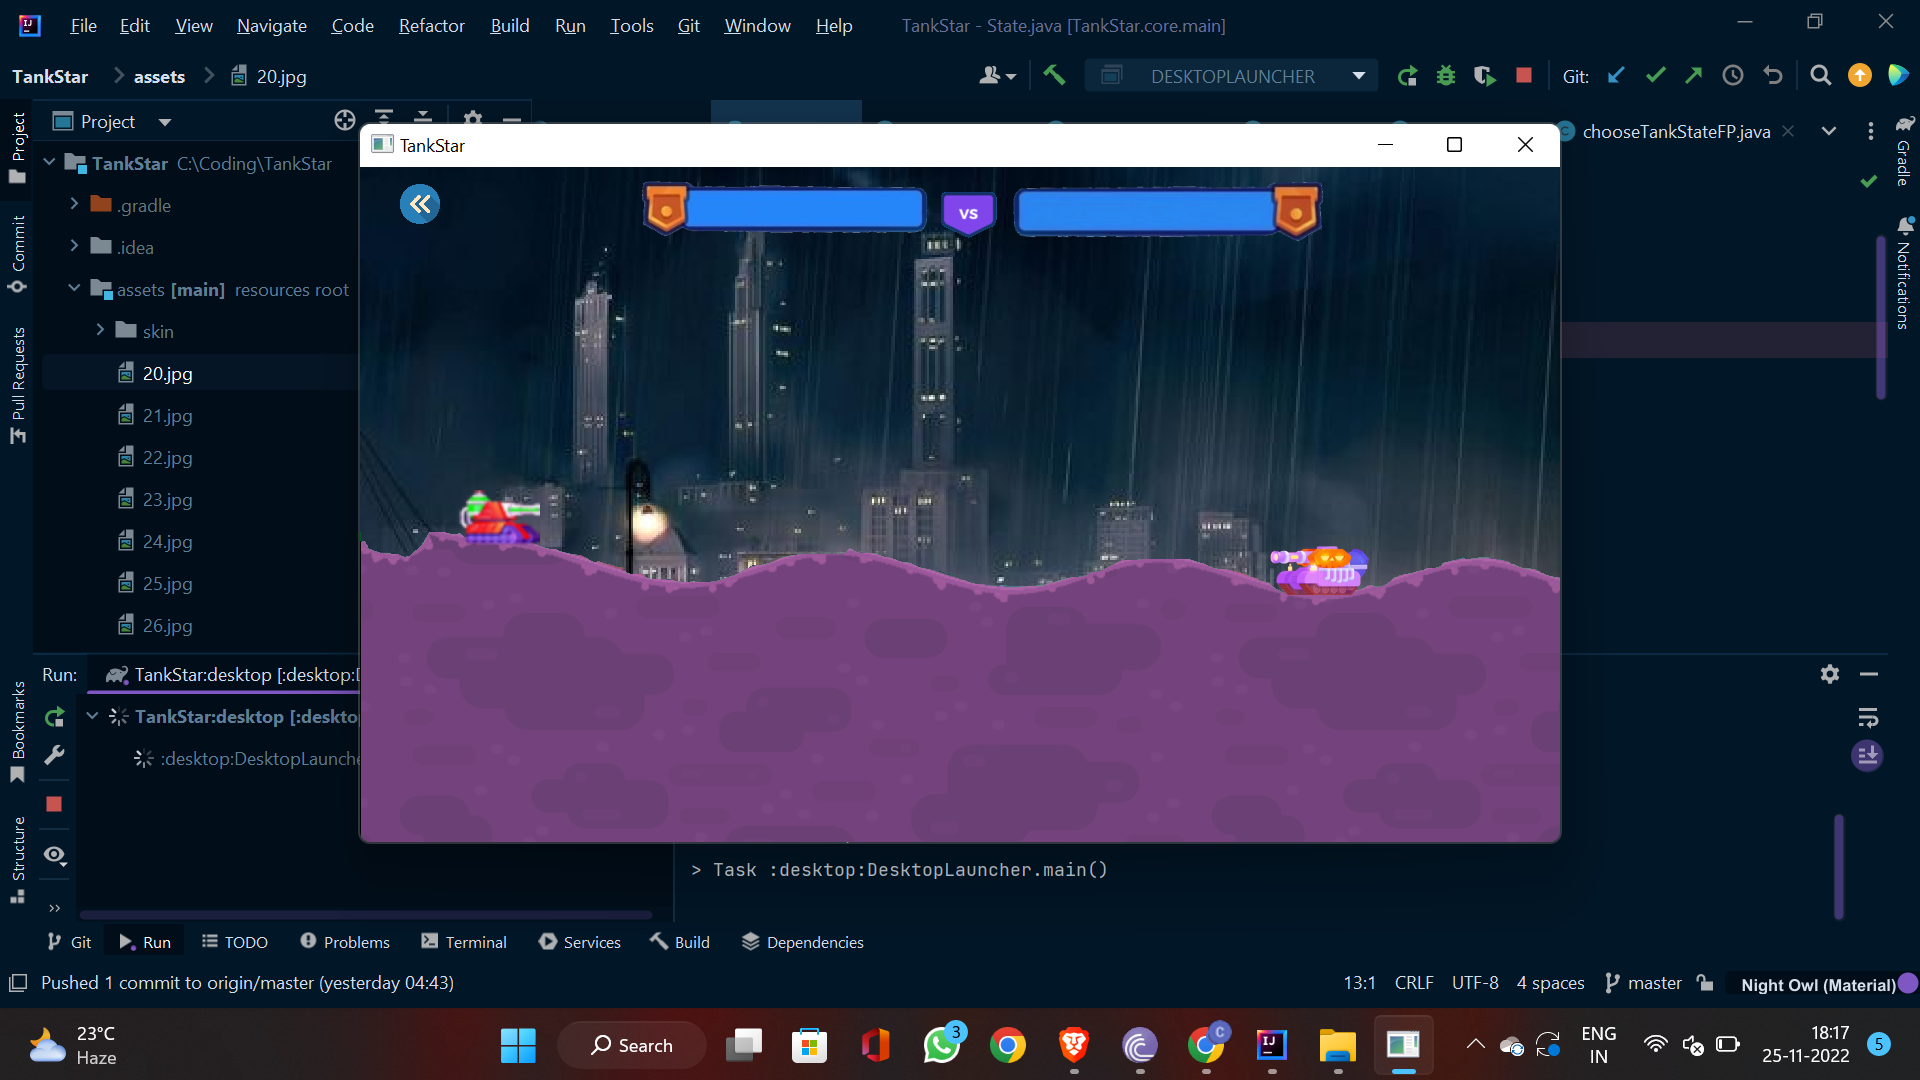 File Edit View Navigate Code Refactor Build Run Tools Git Window Help TankStar - State.java [TankStar.core.main]
TankStar assets 20.jpg DESKTOPLAUNCHER Git:
Project
chooseTankStateFP.java
TankStar C:\Coding\TankStar
.gradle
.idea
assets [main] resources root
skin
20.jpg
21.jpg
22.jpg
23.jpg
24.jpg
25.jpg
26.jpg
Project
Commit
Pull Requests
Bookmarks
Structure
Gradle
Notifications
TankStar
VS
Run: TankStar:desktop [:desktop:
TankStar:desktop [:deskto
:desktop:DesktopLaunche
> Task :desktop:DesktopLauncher.main()
Git Run TODO Problems Terminal Services Build Dependencies
Pushed 1 commit to origin/master (yesterday 04:43) 13:1 CRLF UTF-8 4 spaces master Night Owl (Material)
23°C
Haze
Search
3
C
IJ
ENG
IN
18:17
25-11-2022
5